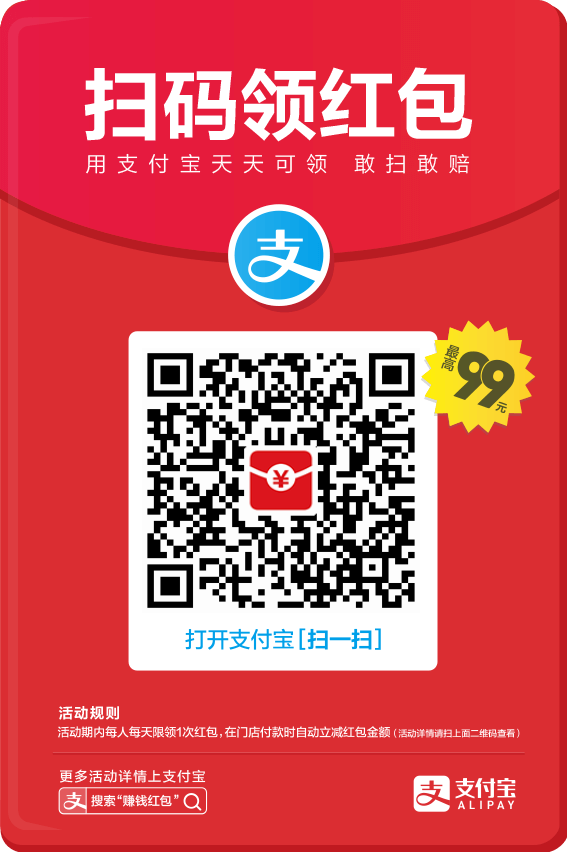 扫码领红包
用支付宝天天可领 敢扫敢赔
支
最高99元
¥
打开支付宝[扫一扫]
活动规则
活动期内每人每天限领1次红包，在门店付款时自动立减红包金额（活动详情请扫上面二维码查看）
更多活动详情上支付宝
支 搜索“赚钱红包”
支 支付宝
ALIPAY